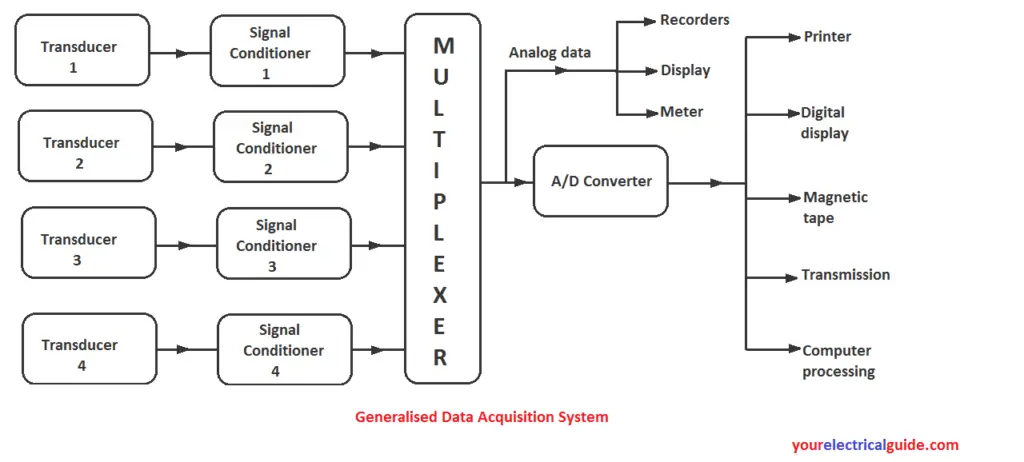 Transducer
1
Signal
Conditioner
1
Transducer
2
Signal
Conditioner
2
Transducer
3
Signal
Conditioner
3
Transducer
4
Signal
Conditioner
4
M
U
L
T
I
P
L
E
X
E
R
Analog data
Recorders
Display
Meter
A/D Converter
Printer
Digital
display
Magnetic
tape
Transmission
Computer
processing
Generalised Data Acquisition System
yourelectricalguide.com